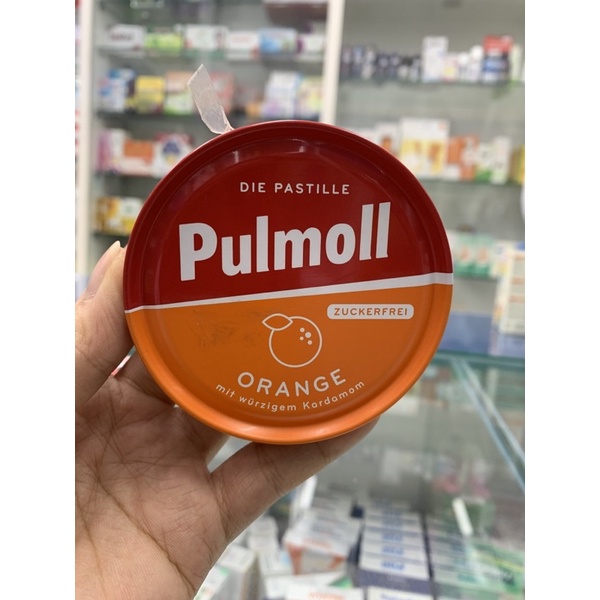 DIE PASTILLE
Pulmoll
ZUCKERFREI
ORANGE
mit würzigem Kardamom